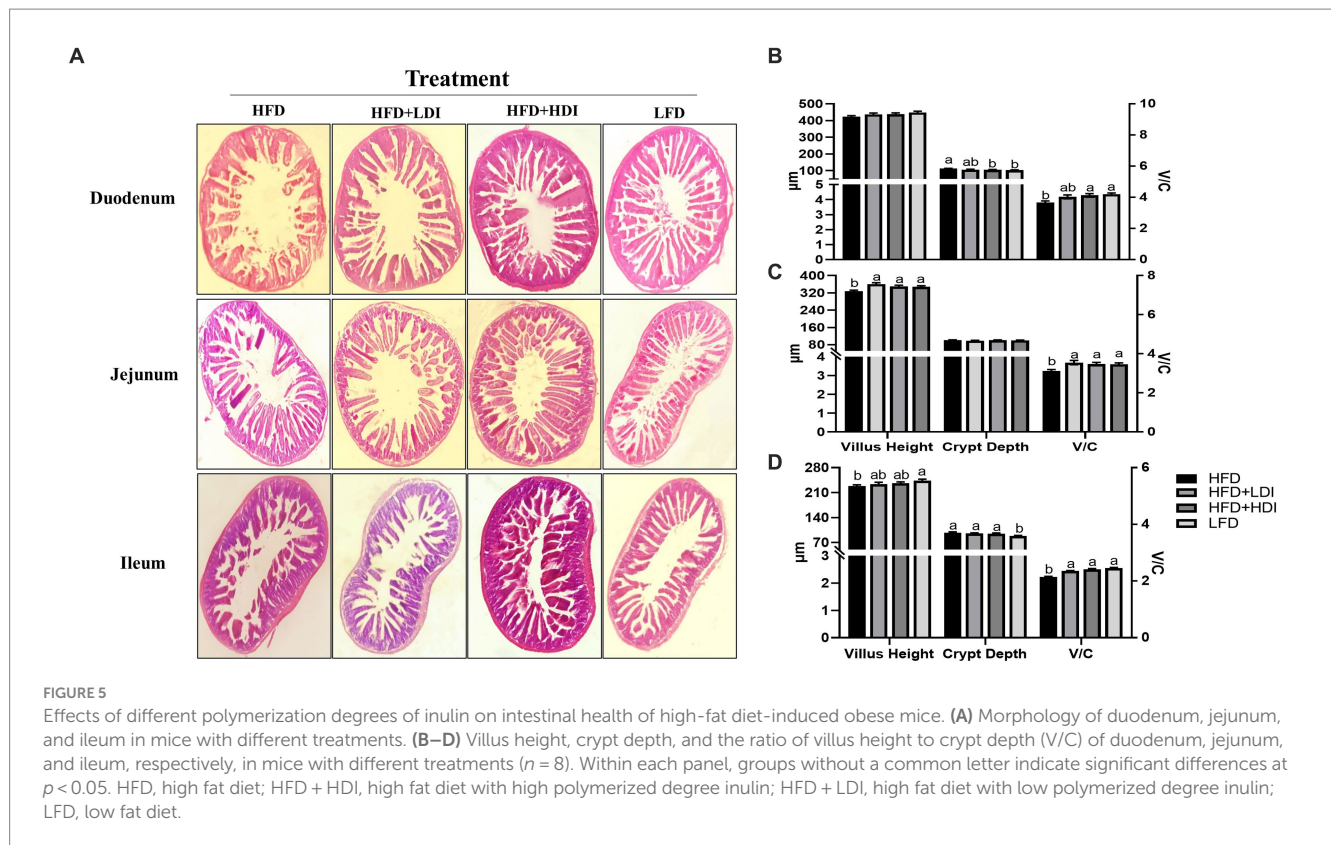 A
Treatment
HFD HFD+LDI HFD+HDI LFD
Duodenum
Jejunum
Ileum
B
500
400
300
200
100
5
4
3
2
1
0
µm
a ab b b
b ab a a
10
8
6
4
2
0
V/C
C
400
320
240
160
80
4
3
2
1
0
µm
b a a a
a a a
b
8
6
4
2
0
V/C
Villus Height Crypt Depth V/C
D
280
210
140
70
3
2
1
0
µm
b ab ab a
a a a b
b a a a
6
4
2
0
V/C
Villus Height Crypt Depth V/C
HFD
HFD+LDI
HFD+HDI
LFD
FIGURE 5
Effects of different polymerization degrees of inulin on intestinal health of high-fat diet-induced obese mice. (A) Morphology of duodenum, jejunum,
and ileum in mice with different treatments. (B–D) Villus height, crypt depth, and the ratio of villus height to crypt depth (V/C) of duodenum, jejunum,
and ileum, respectively, in mice with different treatments (n = 8). Within each panel, groups without a common letter indicate significant differences at
p < 0.05. HFD, high fat diet; HFD + HDI, high fat diet with high polymerized degree inulin; HFD + LDI, high fat diet with low polymerized degree inulin;
LFD, low fat diet.